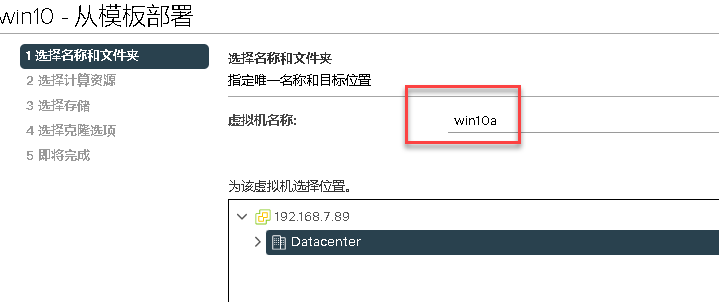 win10 - 从模板部署
1 选择名称和文件夹
2 选择计算资源
3 选择存储
4 选择克隆选项
5 即将完成
选择名称和文件夹
指定唯一名称和目标位置
虚拟机名称:
win10a
为该虚拟机选择位置。
192.168.7.89
Datacenter